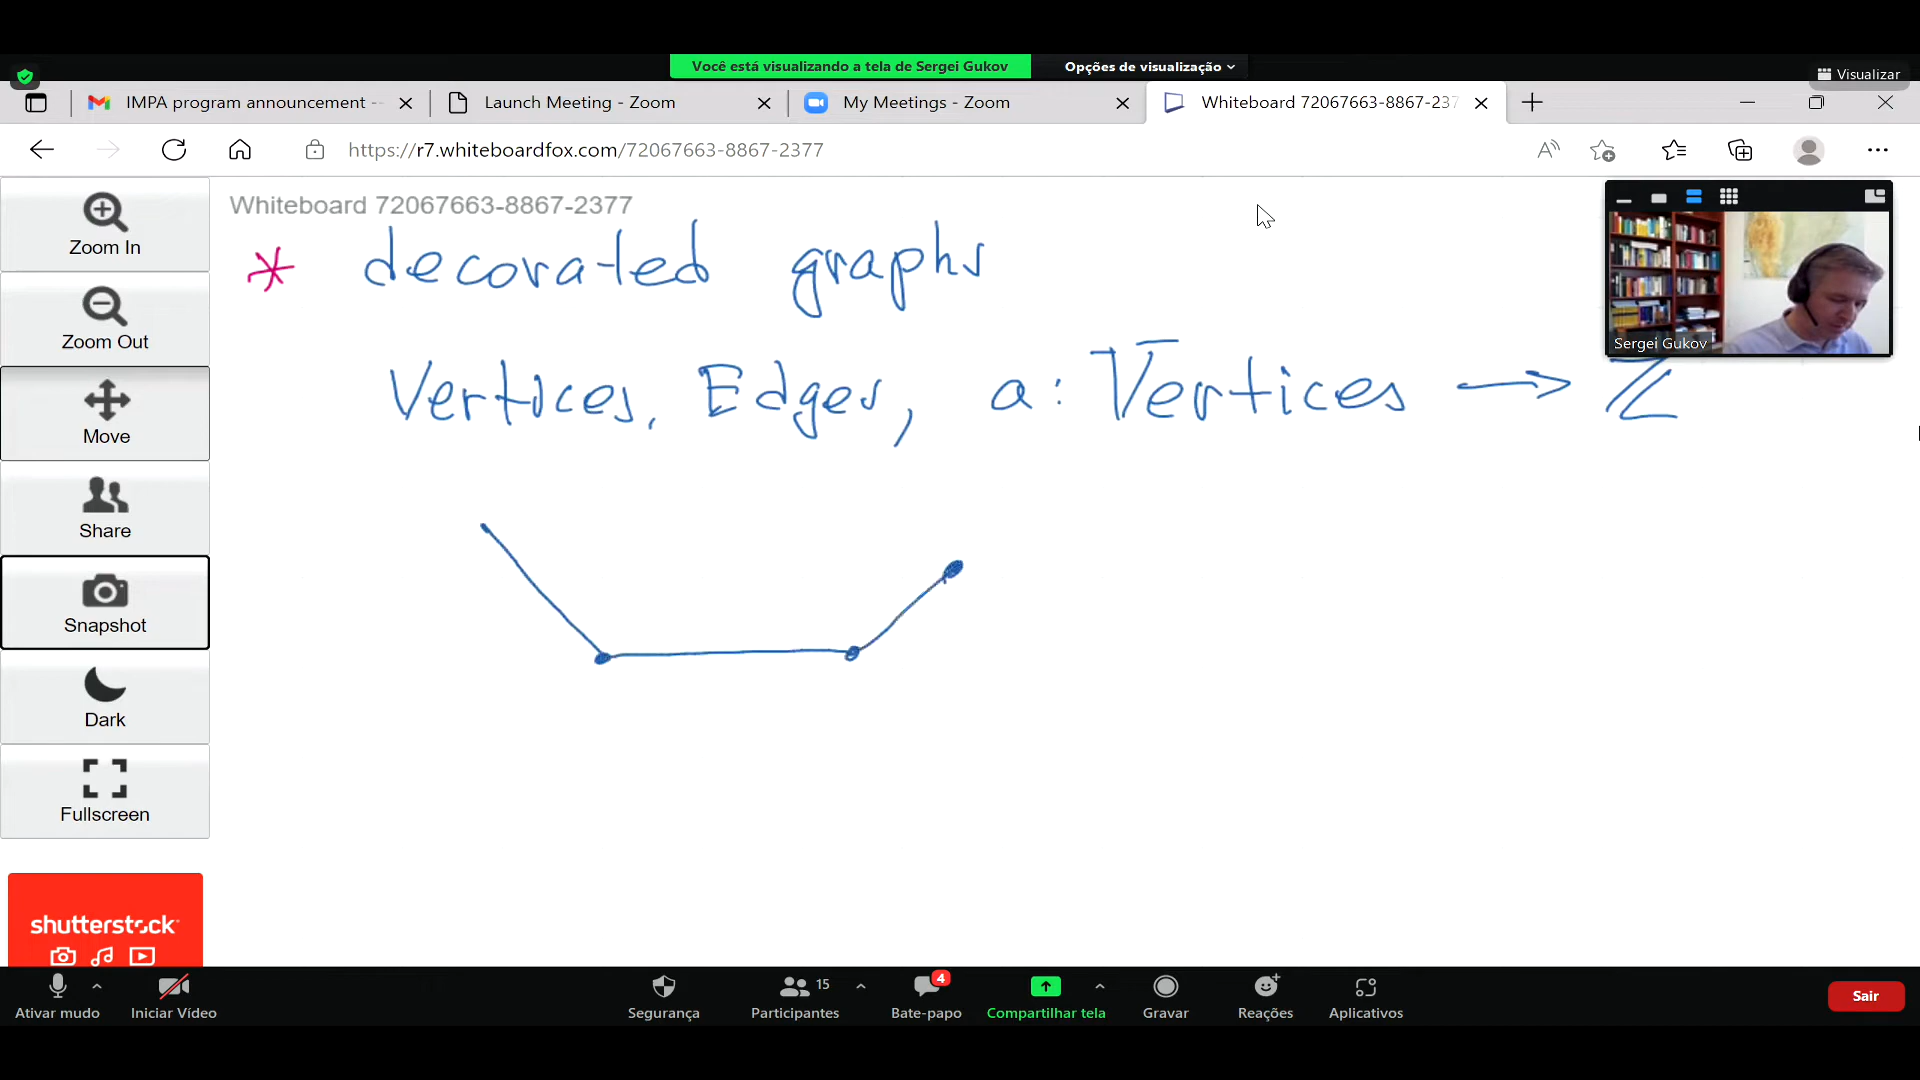 Você está visualizando a tela de Sergei Gukov
Opções de visualização
Visualizar
IMPA program announcement -
Launch Meeting - Zoom
My Meetings - Zoom
Whiteboard 72067663-8867-237
https://r7.whiteboardfox.com/72067663-8867-2377
Whiteboard 72067663-8867-2377
* decorated graphs
Vertices, Edges, a: Vertices → ℤ
Sergei Gukov
Zoom In
Zoom Out
Move
Share
Snapshot
Dark
Fullscreen
shutterstock
Ativar mudo
Iniciar Vídeo
Segurança
15
Participantes
4
Bate-papo
Compartilhar tela
Gravar
Reações
Aplicativos
Sair